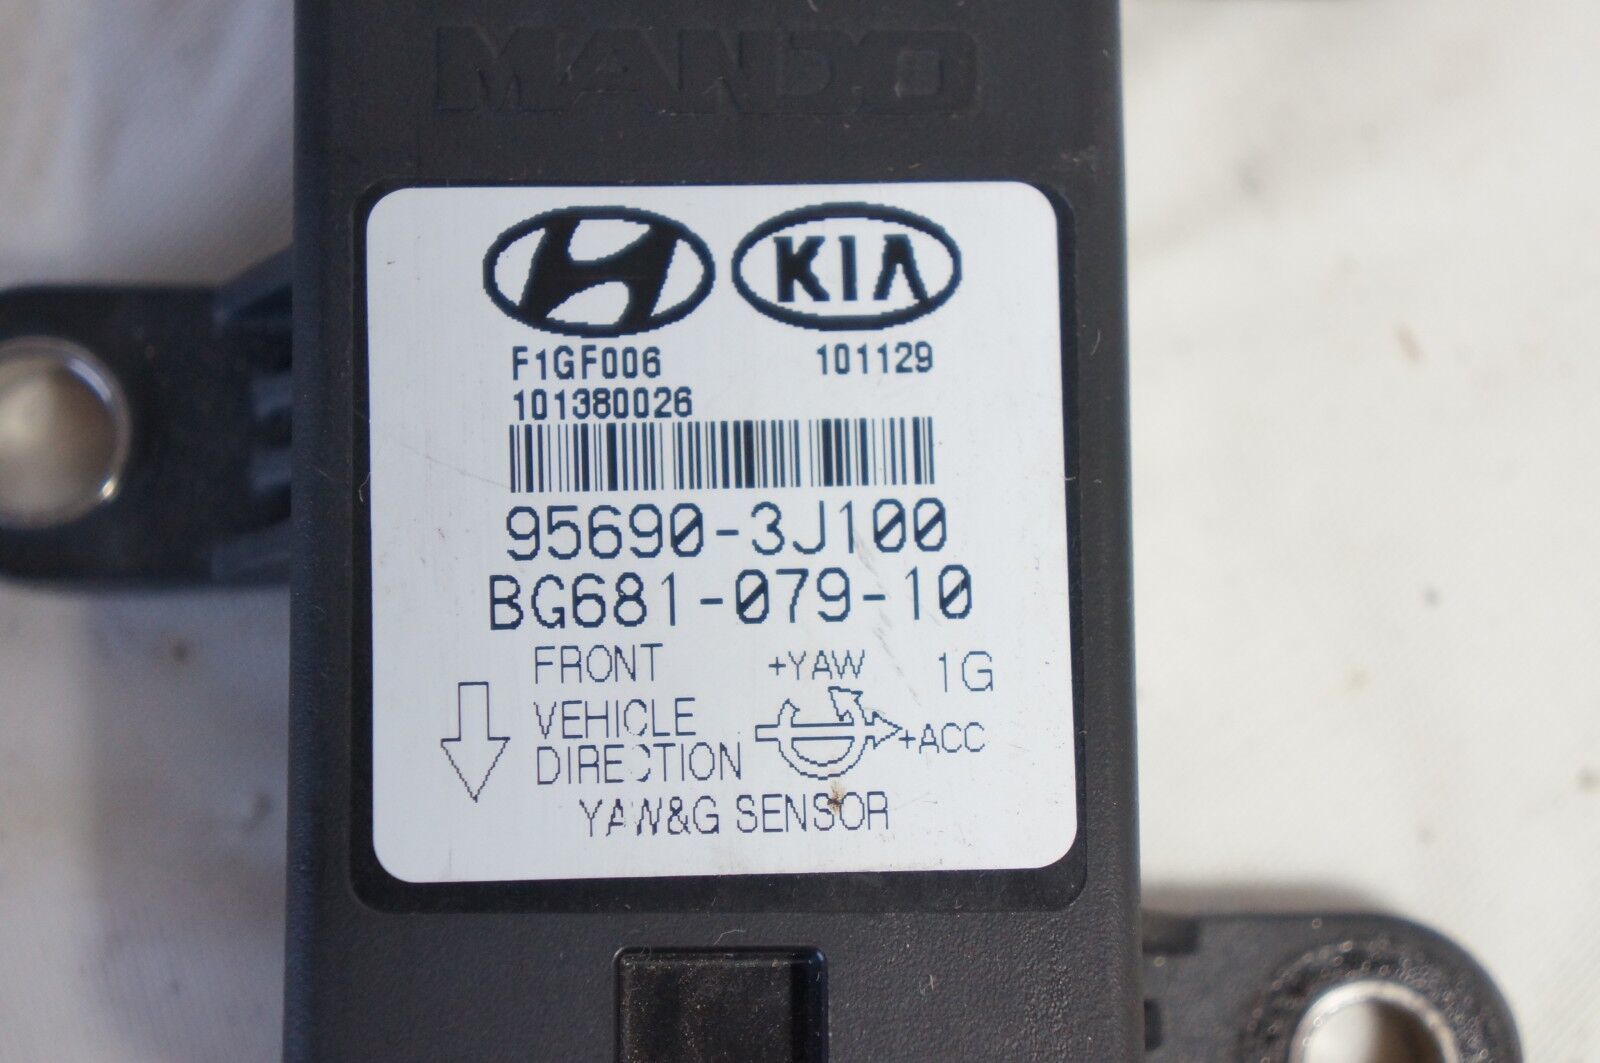 MANDO
KIA
F1GF006 101129
101380026
95690-3J100
BG681-079-10
FRONT +YAW 1G
VEHICLE
+ACC
DIRECTION
YAW&G SENSOR